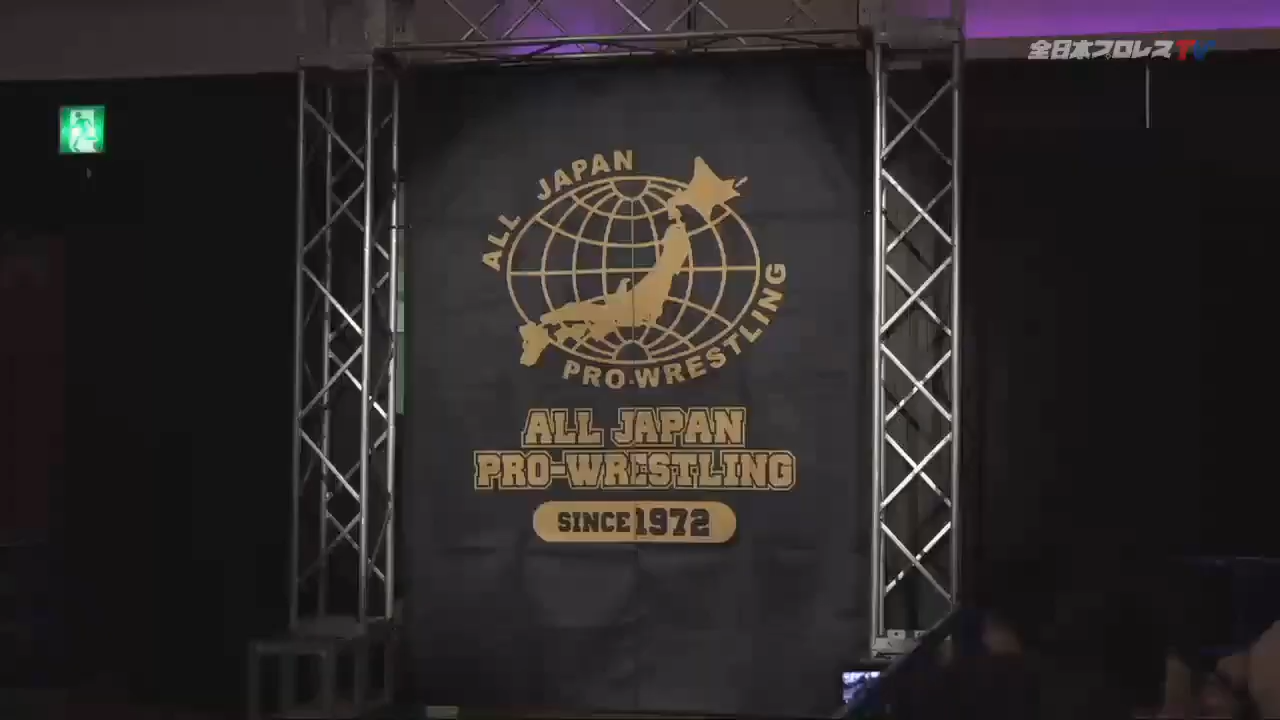 全日本プロレスTV
ALL JAPAN
PRO-WRESTLING
ALL JAPAN
PRO-WRESTLING
SINCE 1972